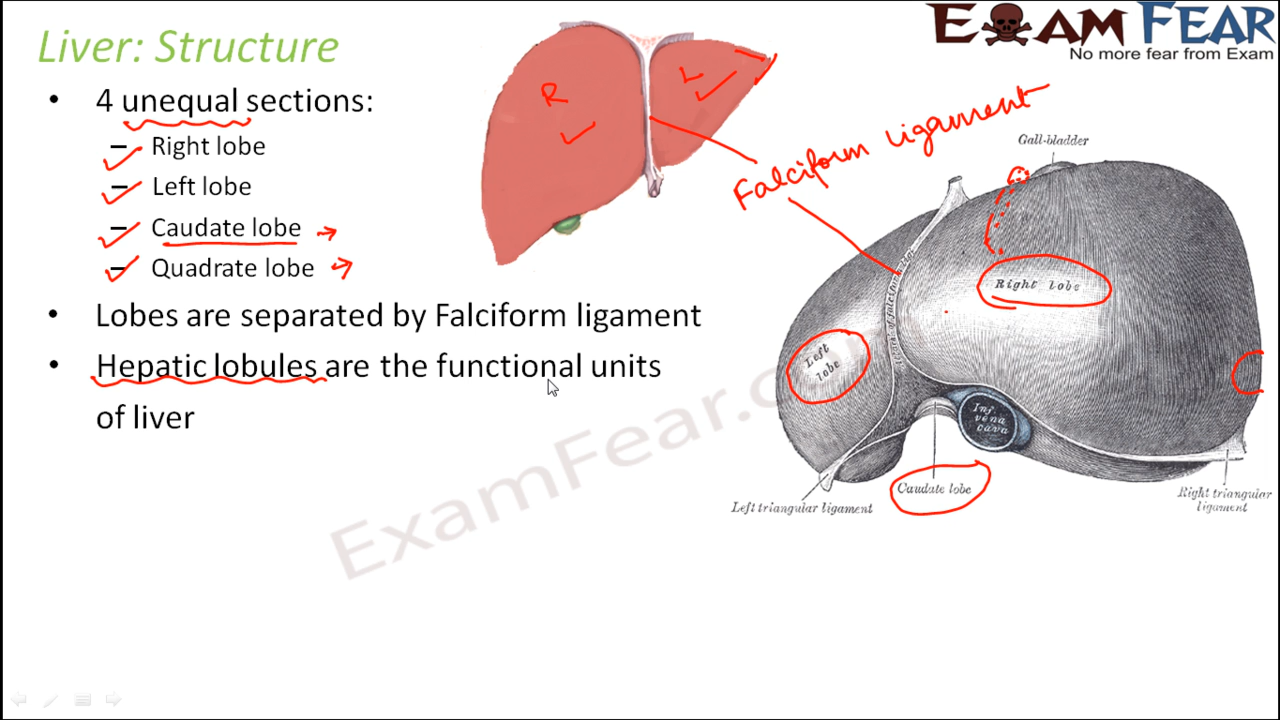 Liver: Structure
EXAM FEAR
No more fear from Exam
• 4 unequal sections:
– Right lobe
– Left lobe
– Caudate lobe
– Quadrate lobe
• Lobes are separated by Falciform ligament
• Hepatic lobules are the functional units
of liver
R
L
Falciform ligament
Gall-bladder
Right lobe
Left
lobe
Inf
vena
cava
Caudate lobe
Left triangular ligament
Right triangular
ligament
ExamFear.com